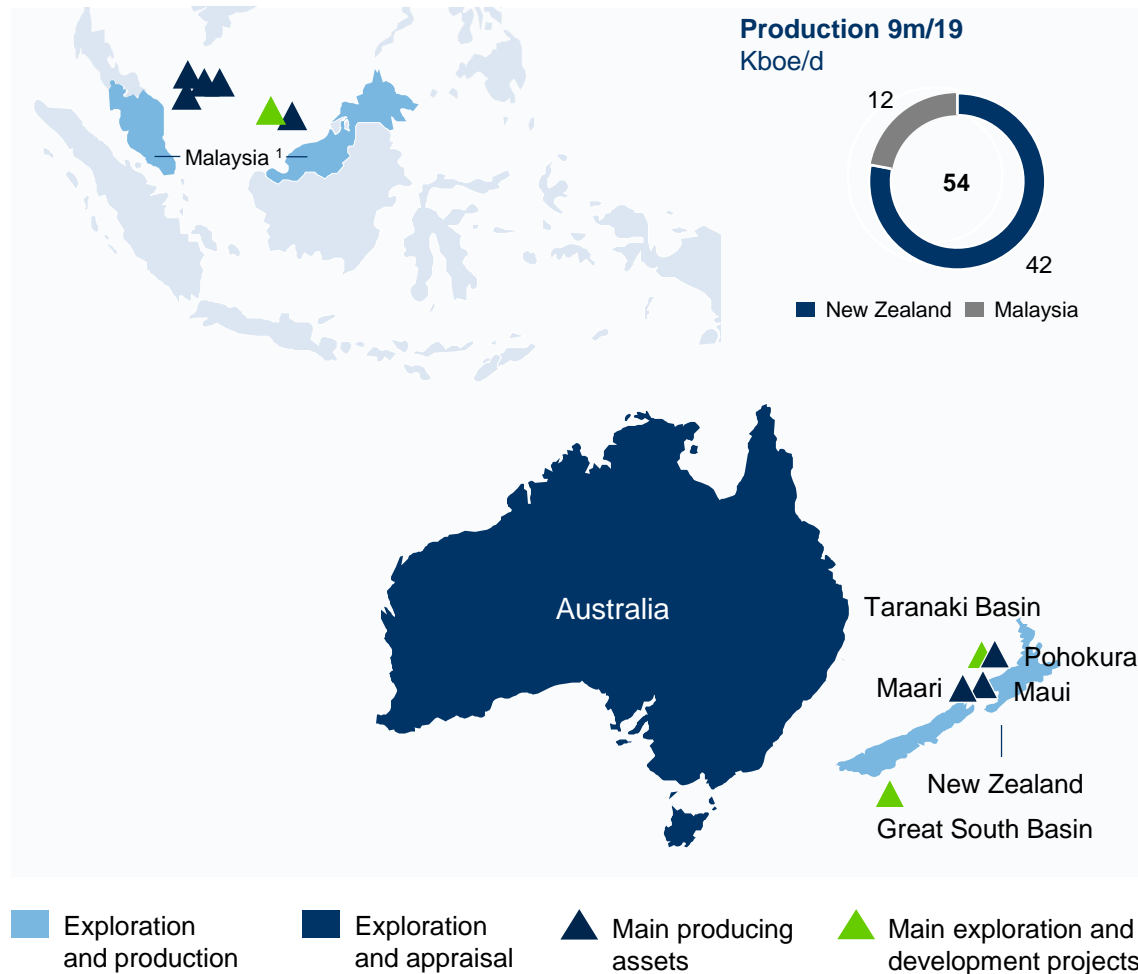 Production 9m/19
Kboe/d
12
54
42
New Zealand
Malaysia
Malaysia ¹
Australia
Taranaki Basin
Pohokura
Maari
Maui
New Zealand
Great South Basin
Exploration
and production
Exploration
and appraisal
Main producing
assets
Main exploration and
development projects